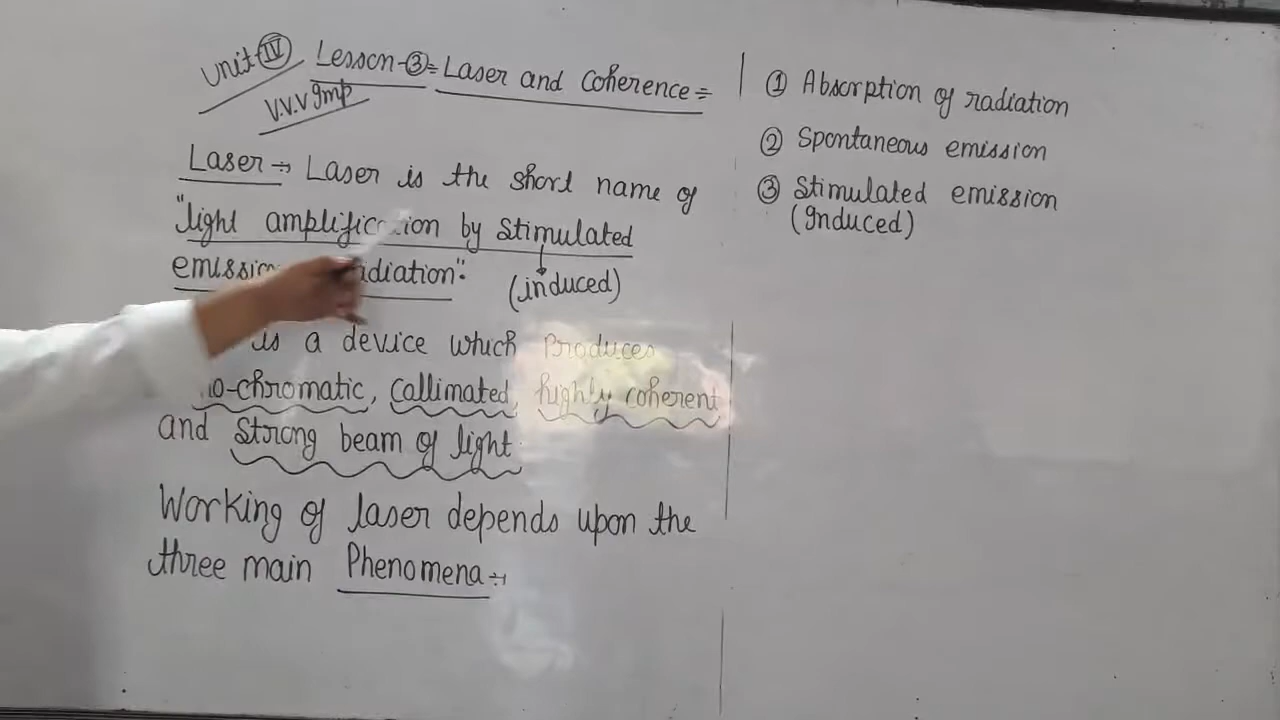 Unit-IV Lesson-③= Laser and Coherence =
V.V.V Imp
Laser ÷ Laser is the short name of
"light amplification by Stimulated
emission radiation".
(induced)
is a device which Produces
-chromatic, Callimated, highly coherent
and Strong beam of light.
Working of laser depends upon the
three main Phenomena ÷
① Absorption of radiation
② Spontaneous emission
③ Stimulated emission
(Induced)